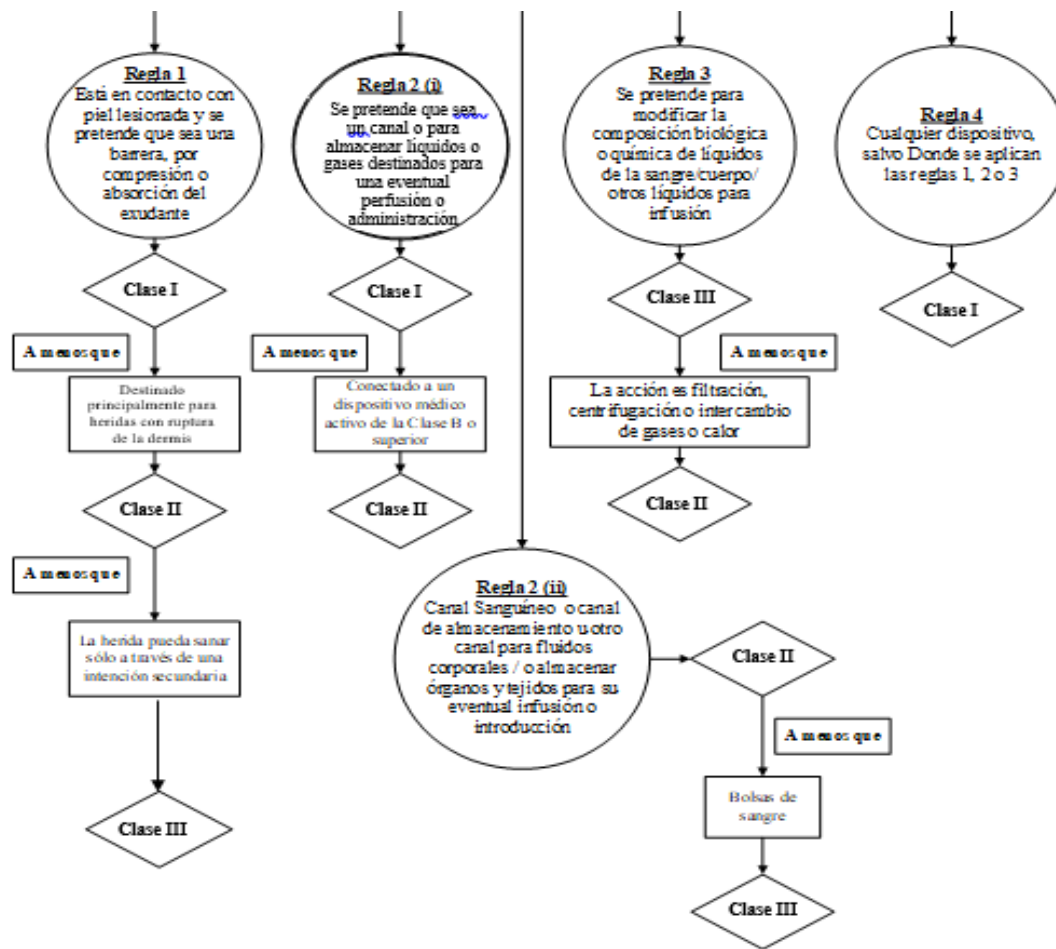 Regla 1
Está en contacto con
piel lesionada y se
pretende que sea una
barrera, por
compresión o
absorción del
exudante
Clase I
A menos que
Destinado
principalmente para
heridas con ruptura
de la dermis
Clase II
A menos que
La herida pueda sanar
sólo a través de una
intención secundaria
Clase III
Regla 2 (i)
Se pretende que sea
un canal o para
almacenar líquidos o
gases destinados para
una eventual
perfusión o
administración
Clase I
A menos que
Conectado a un
dispositivo médico
activo de la Clase B o
superior
Clase II
Regla 2 (ii)
Canal Sanguíneo o canal
de almacenamiento u otro
canal para fluidos
corporales / o almacenar
órganos y tejidos para su
eventual infusión o
introducción
Clase II
A menos que
Bolsas de
sangre
Clase III
Regla 3
Se pretende para
modificar la
composición biológica
o química de líquidos
de la sangre/cuerpo/
otros líquidos para
infusión
Clase III
A menos que
La acción es filtración,
centrifugación o intercambio
de gases o calor
Clase II
Regla 4
Cualquier dispositivo,
salvo Donde se aplican
las reglas 1, 2 o 3
Clase I